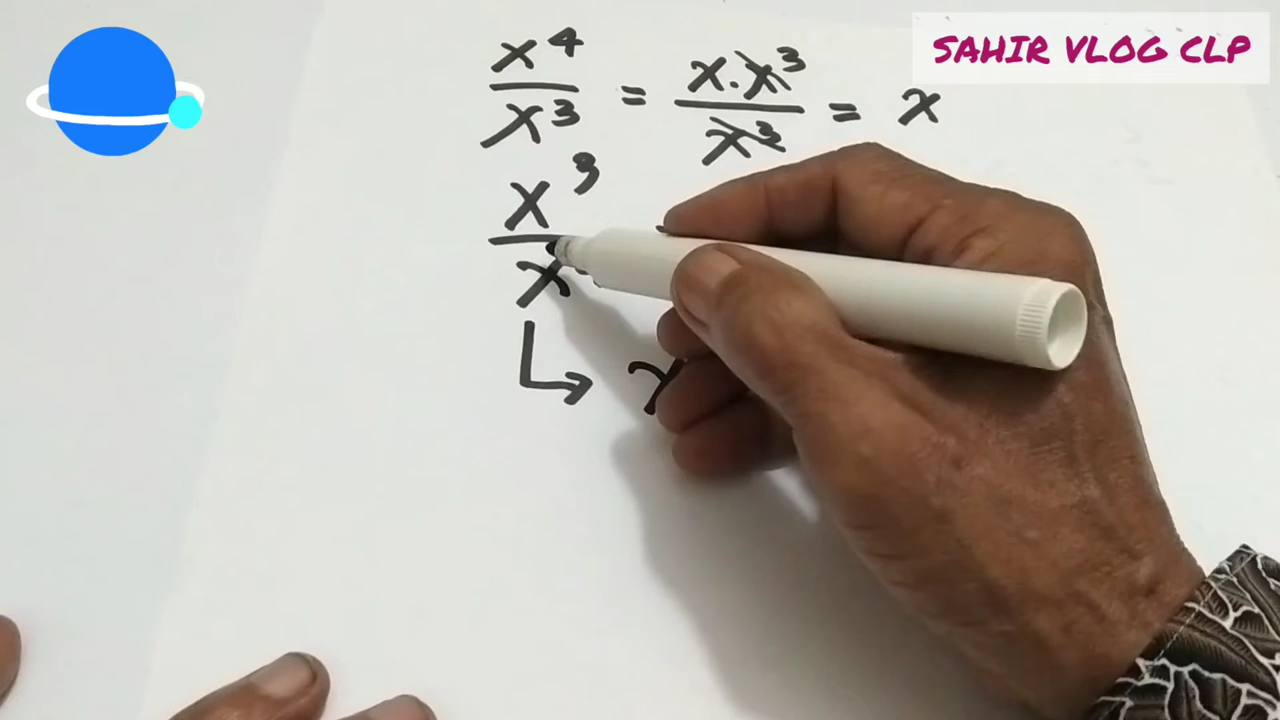 SAHIR VLOG CLP
x⁴/x³ = x.x³/x³ = x
x³/x
↳ x